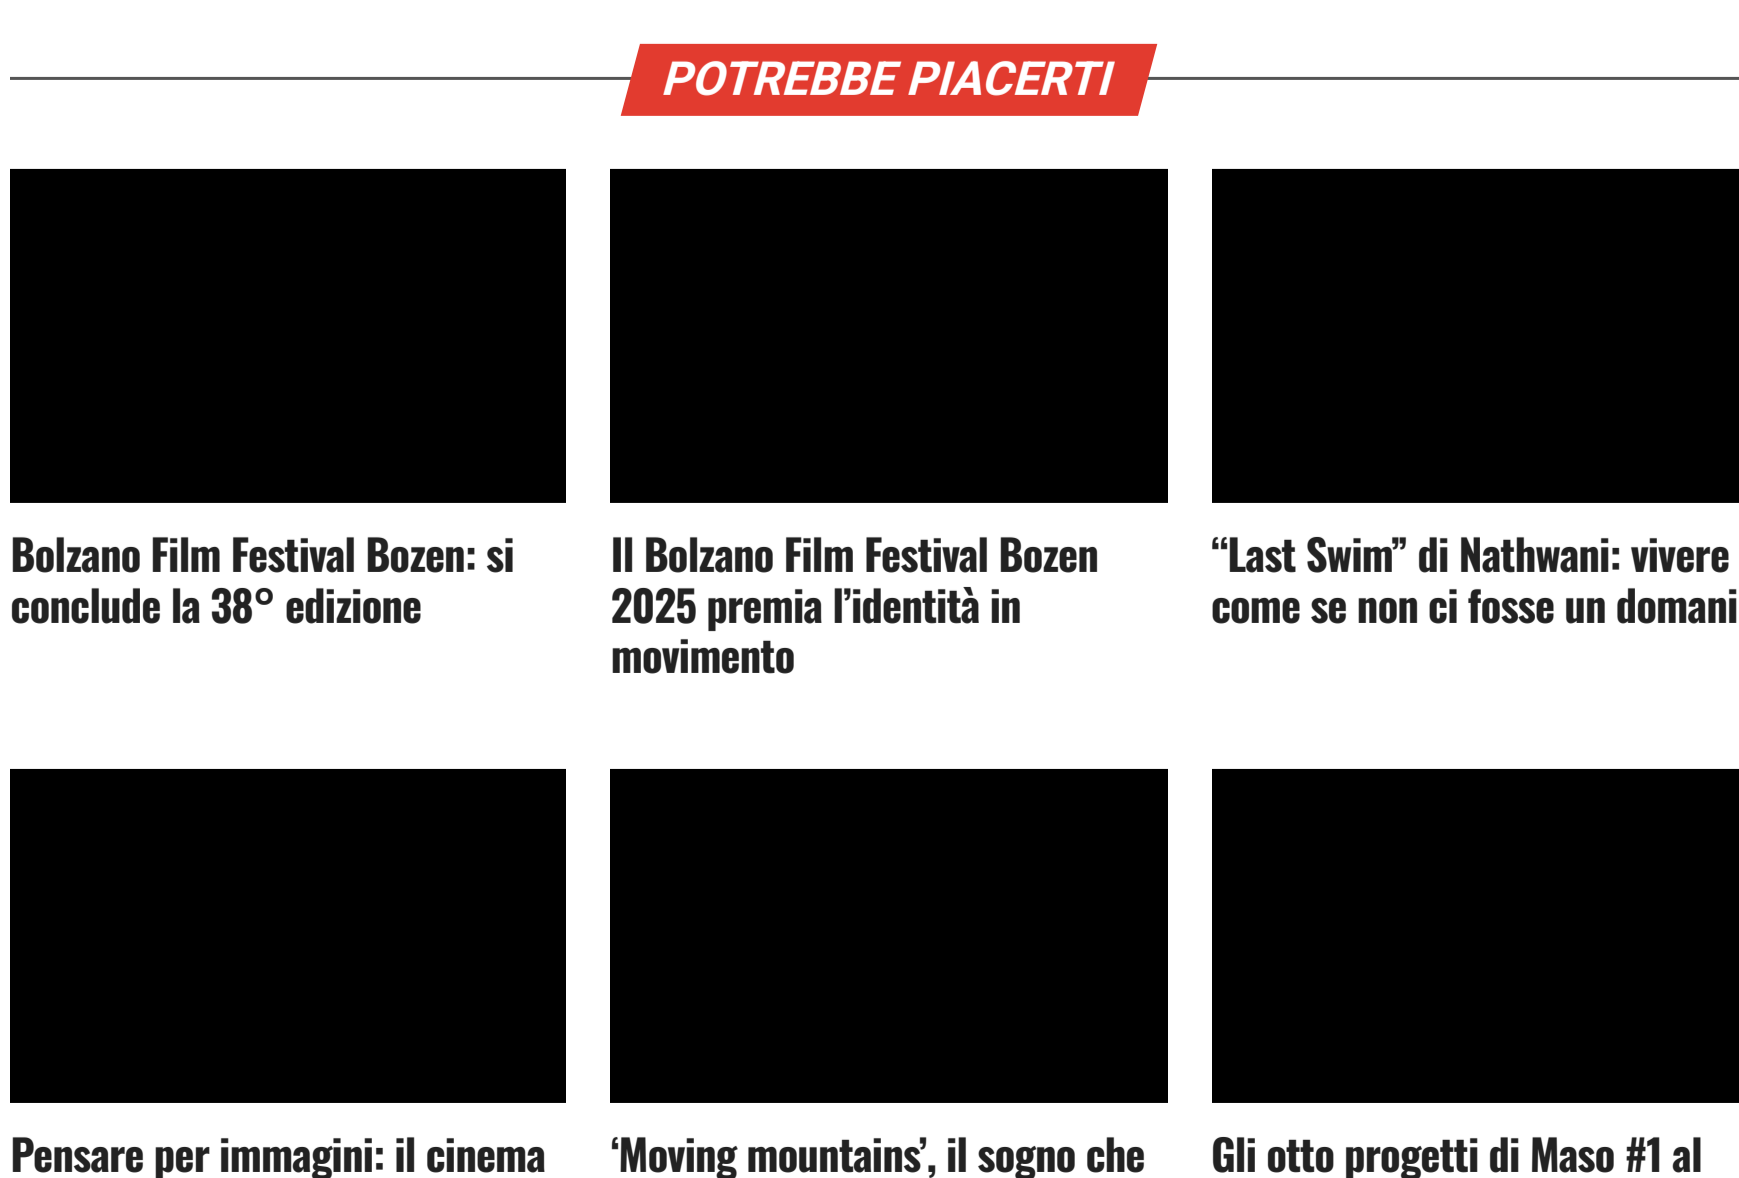 POTREBBE PIACERTI
Bolzano Film Festival Bozen: si
conclude la 38° edizione
Il Bolzano Film Festival Bozen
2025 premia l’identità in
movimento
“Last Swim” di Nathwani: vivere
come se non ci fosse un domani
Pensare per immagini: il cinema
‘Moving mountains’, il sogno che
Gli otto progetti di Maso #1 al